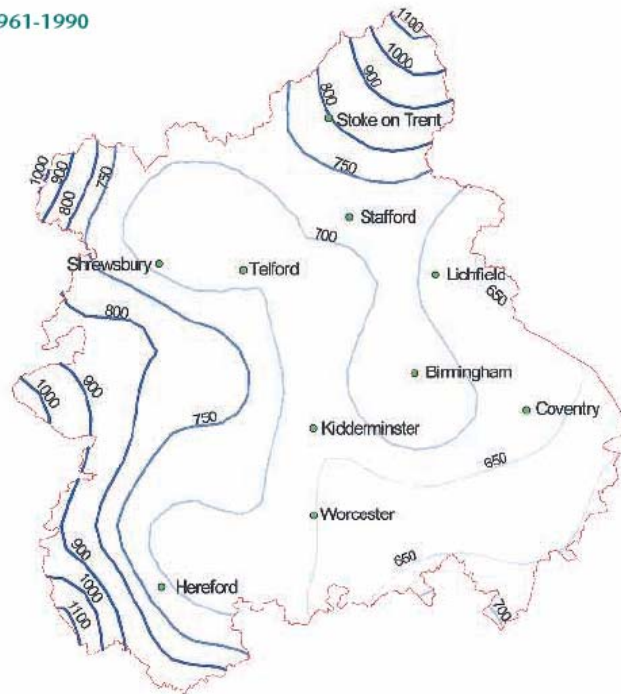 961-1990
1100
1000
900
800
Stoke on Trent
750
1000
900
800
750
700
Stafford
Shrewsbury
Telford
Lichfield
650
800
1000
900
Birmingham
750
Coventry
Kidderminster
650
Worcester
900
1000
1100
Hereford
650
700